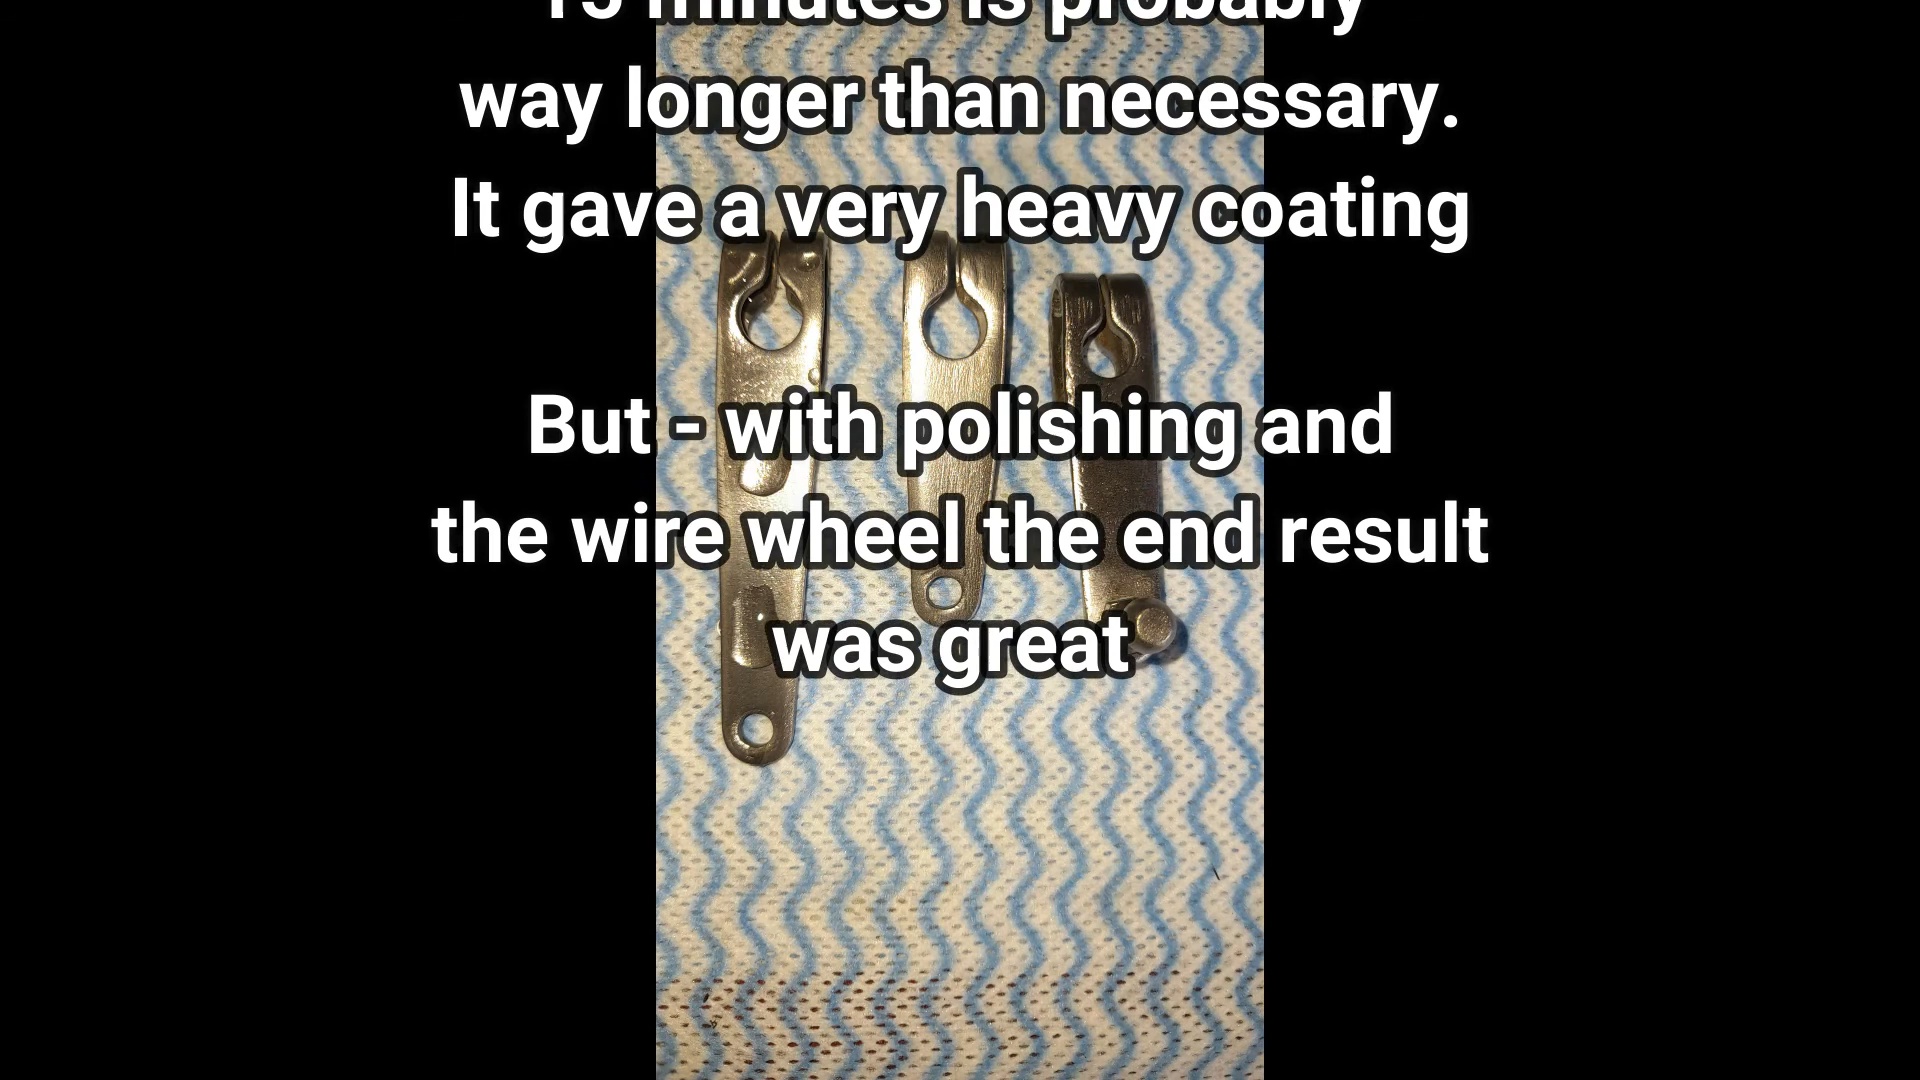 15 minutes is probably
way longer than necessary.
It gave a very heavy coating
But - with polishing and
the wire wheel the end result
was great